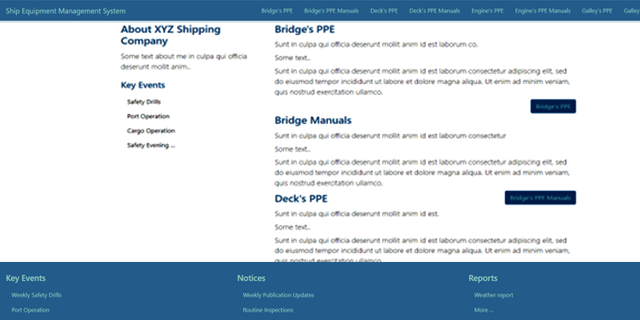 Ship Equipment Management System
Bridge's PPE Bridge's PPE Manuals Deck's PPE Deck's PPE Manuals Engine's PPE Engine's PPE Manuals Galley's PPE Galley
About XYZ Shipping
Company
Some text about me in culpa qui officia
deserunt mollit anim..
Key Events
Safety Drills
Port Operation
Cargo Operation
Safety Evening ...
Bridge's PPE
Sunt in culpa qui officia deserunt mollit anim id est laborum co.
Some text..
Sunt in culpa qui officia deserunt mollit anim id est laborum consectetur adipiscing elit, sed
do eiusmod tempor incididunt ut labore et dolore magna aliqua. Ut enim ad minim veniam,
quis nostrud exercitation ullamco.
Bridge's PPE
Bridge Manuals
Sunt in culpa qui officia deserunt mollit anim id est laborum consectetur
Some text..
Sunt in culpa qui officia deserunt mollit anim id est laborum consectetur adipiscing elit, sed
do eiusmod tempor incididunt ut labore et dolore magna aliqua. Ut enim ad minim veniam,
quis nostrud exercitation ullamco.
Bridge's PPE Manuals
Deck's PPE
Sunt in culpa qui officia deserunt mollit anim id est.
Some text..
Sunt in culpa qui officia deserunt mollit anim id est laborum consectetur adipiscing elit, sed
do eiusmod tempor incididunt ut labore et dolore magna aliqua. Ut enim ad minim veniam,
quis nostrud exercitation ullamco.
Key Events
Weekly Safety Drills
Port Operation
Notices
Weekly Publication Updates
Routine Inspections
Reports
Weather report
More ...